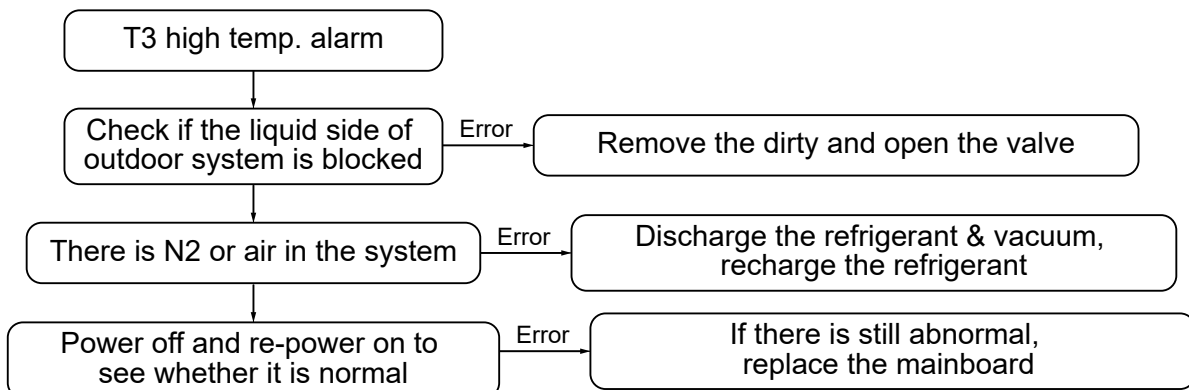 T3 high temp. alarm
Check if the liquid side of
outdoor system is blocked
Error
Remove the dirty and open the valve
There is N2 or air in the system
Error
Discharge the refrigerant & vacuum,
recharge the refrigerant
Power off and re-power on to
see whether it is normal
Error
If there is still abnormal,
replace the mainboard